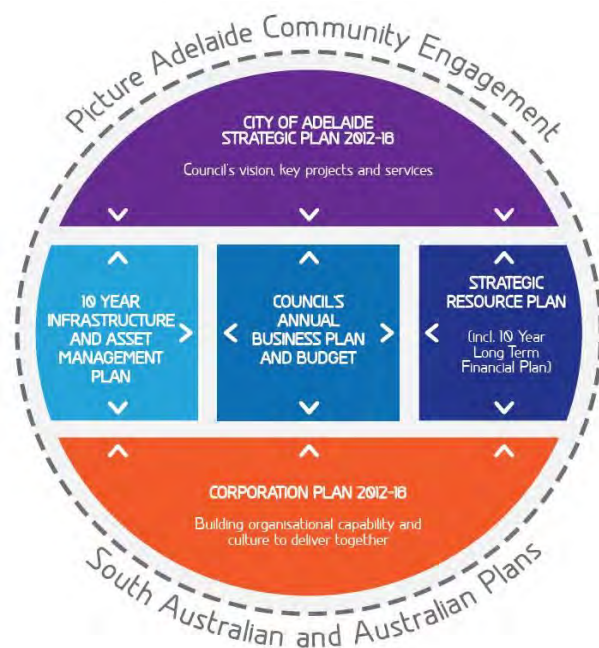 Picture Adelaide Community Engagement
CITY OF ADELAIDE
STRATEGIC PLAN 2012-16
Council's vision, key projects and services
10 YEAR
INFRASTRUCTURE
AND ASSET
MANAGEMENT
PLAN
COUNCIL'S
ANNUAL
BUSINESS PLAN
AND BUDGET
STRATEGIC
RESOURCE PLAN
(incl. 10 Year
Long Term
Financial Plan)
CORPORATION PLAN 2012-16
Building organisational capability and
culture to deliver together
South Australian and Australian Plans